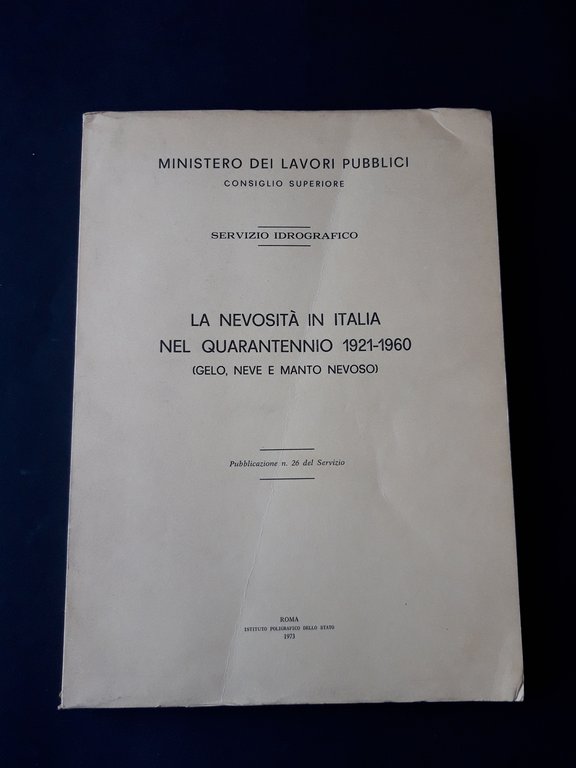 MINISTERO DEI LAVORI PUBBLICI
CONSIGLIO SUPERIORE
SERVIZIO IDROGRAFICO
LA NEVOSITÀ IN ITALIA
NEL QUARANTENNIO 1921-1960
(GELO, NEVE E MANTO NEVOSO)
Pubblicazione n. 26 del Servizio
ROMA
ISTITUTO POLIGRAFICO DELLO STATO
1973